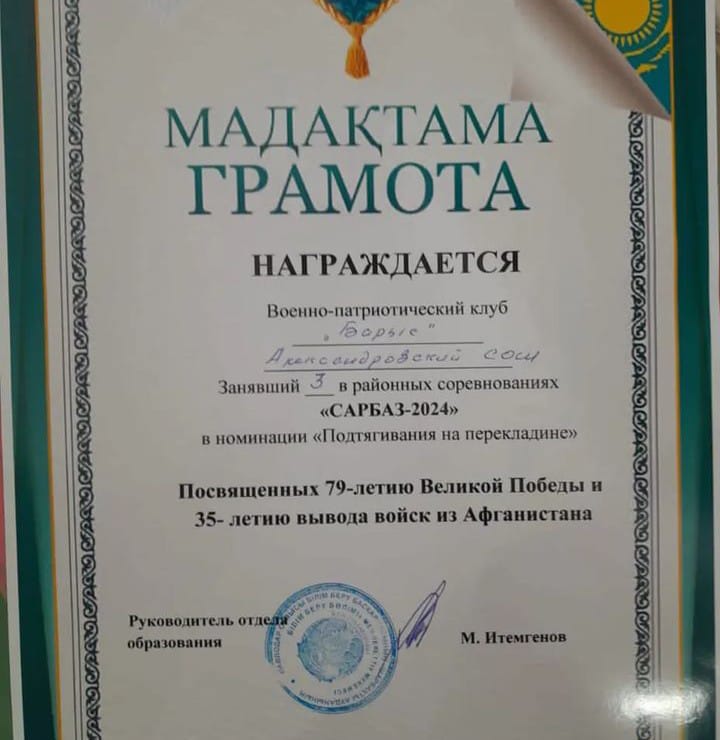 МАДАҚТАМА
ГРАМОТА
НАГРАЖДАЕТСЯ
Военно-патриотический клуб
„Барыс"
Александровский сош
Занявший 3 в районных соревнованиях
«САРБАЗ-2024»
в номинации «Подтягивания на перекладине»
Посвященных 79-летию Великой Победы и
35- летию вывода войск из Афганистана
Руководитель отдела
образования
М. Итемгенов